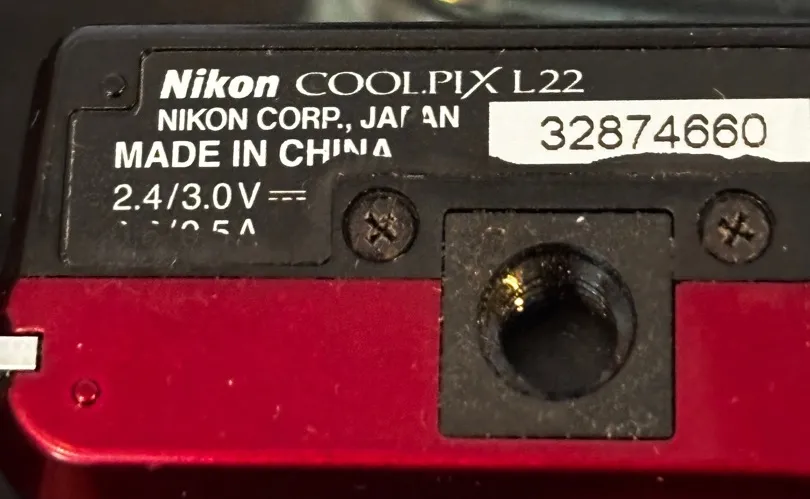 Nikon COOLPIX L22
NIKON CORP., JAPAN
MADE IN CHINA
32874660
2.4/3.0V ⎓